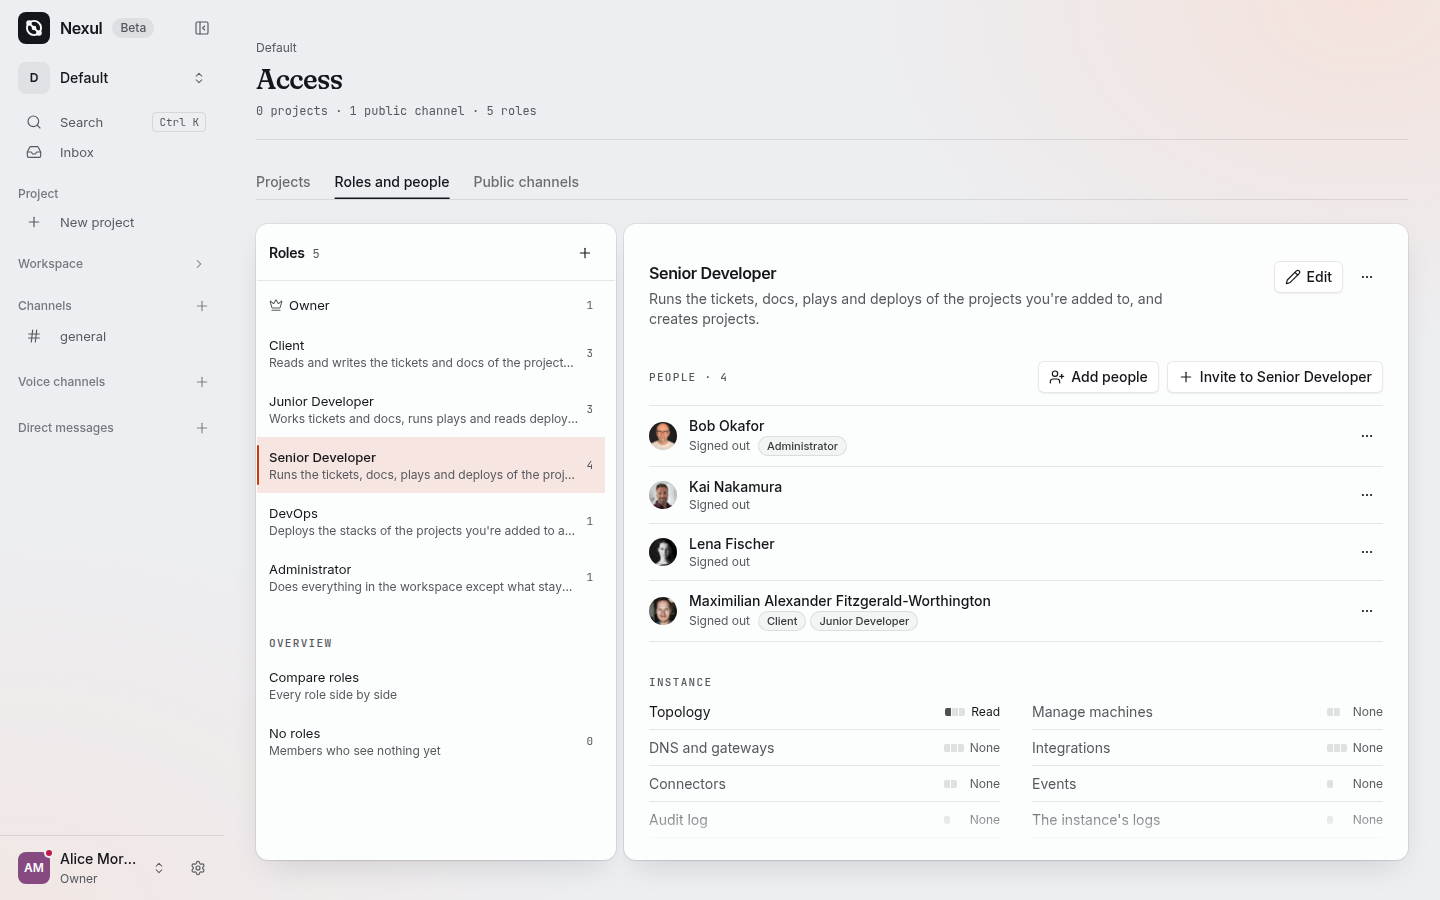 Nexul Beta
D Default
Search Ctrl K
Inbox
Project
New project
Workspace
Channels
general
Voice channels
Direct messages
AM Alice Mor...
Owner
Default
Access
0 projects · 1 public channel · 5 roles
Projects Roles and people Public channels
Roles 5
Owner 1
Client 3
Reads and writes the tickets and docs of the project...
Junior Developer 3
Works tickets and docs, runs plays and reads deploy...
Senior Developer 4
Runs the tickets, docs, plays and deploys of the proj...
DevOps 1
Deploys the stacks of the projects you're added to a...
Administrator 1
Does everything in the workspace except what stay...
OVERVIEW
Compare roles
Every role side by side
No roles 0
Members who see nothing yet
Senior Developer
Runs the tickets, docs, plays and deploys of the projects you're added to, and
creates projects.
Edit
PEOPLE · 4
Add people
Invite to Senior Developer
Bob Okafor
Signed out Administrator
Kai Nakamura
Signed out
Lena Fischer
Signed out
Maximilian Alexander Fitzgerald-Worthington
Signed out Client Junior Developer
INSTANCE
Topology Read
Manage machines None
DNS and gateways None
Integrations None
Connectors None
Events None
Audit log None
The instance's logs None